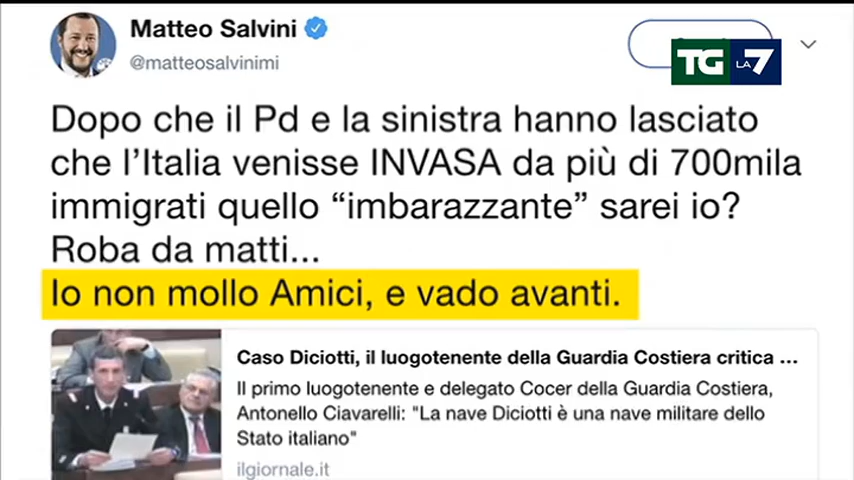 Matteo Salvini
@matteosalvinimi
TG LA 7
Dopo che il Pd e la sinistra hanno lasciato
che l'Italia venisse INVASA da più di 700mila
immigrati quello “imbarazzante” sarei io?
Roba da matti...
Io non mollo Amici, e vado avanti.
Caso Diciotti, il luogotenente della Guardia Costiera critica ...
Il primo luogotenente e delegato Cocer della Guardia Costiera,
Antonello Ciavarelli: "La nave Diciotti è una nave militare dello
Stato italiano"
ilgiornale.it